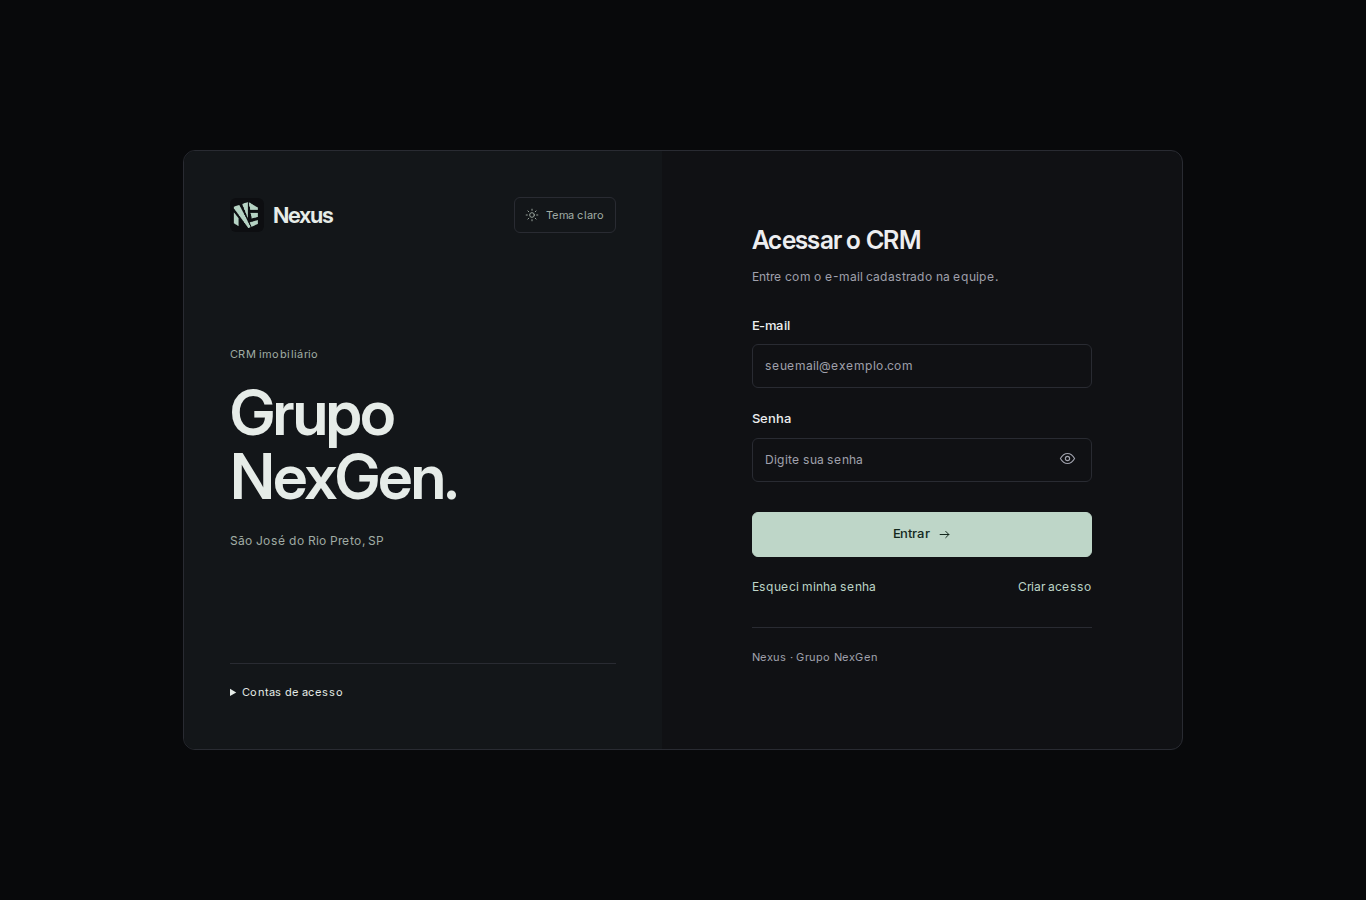 Nexus
Tema claro
CRM imobiliário
Grupo
NexGen.
São José do Rio Preto, SP
Contas de acesso
Acessar o CRM
Entre com o e-mail cadastrado na equipe.
E-mail
seuemail@exemplo.com
Senha
Digite sua senha
Entrar →
Esqueci minha senha
Criar acesso
Nexus · Grupo NexGen